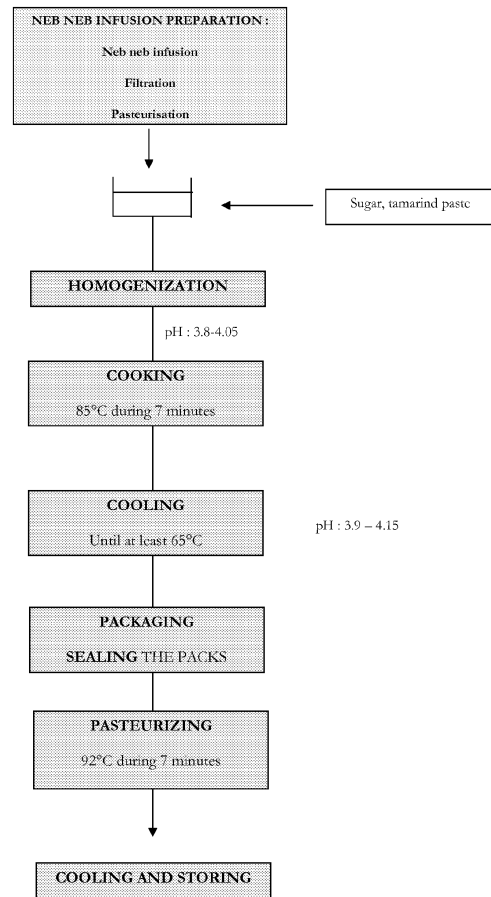 NEB NEB INFUSION PREPARATION :
Neb neb infusion
Filtration
Pasteurisation
Sugar, tamarind paste
HOMOGENIZATION
pH : 3.8-4.05
COOKING
85°C during 7 minutes
COOLING
Until at least 65°C
pH : 3.9 – 4.15
PACKAGING
SEALING THE PACKS
PASTEURIZING
92°C during 7 minutes
COOLING AND STORING